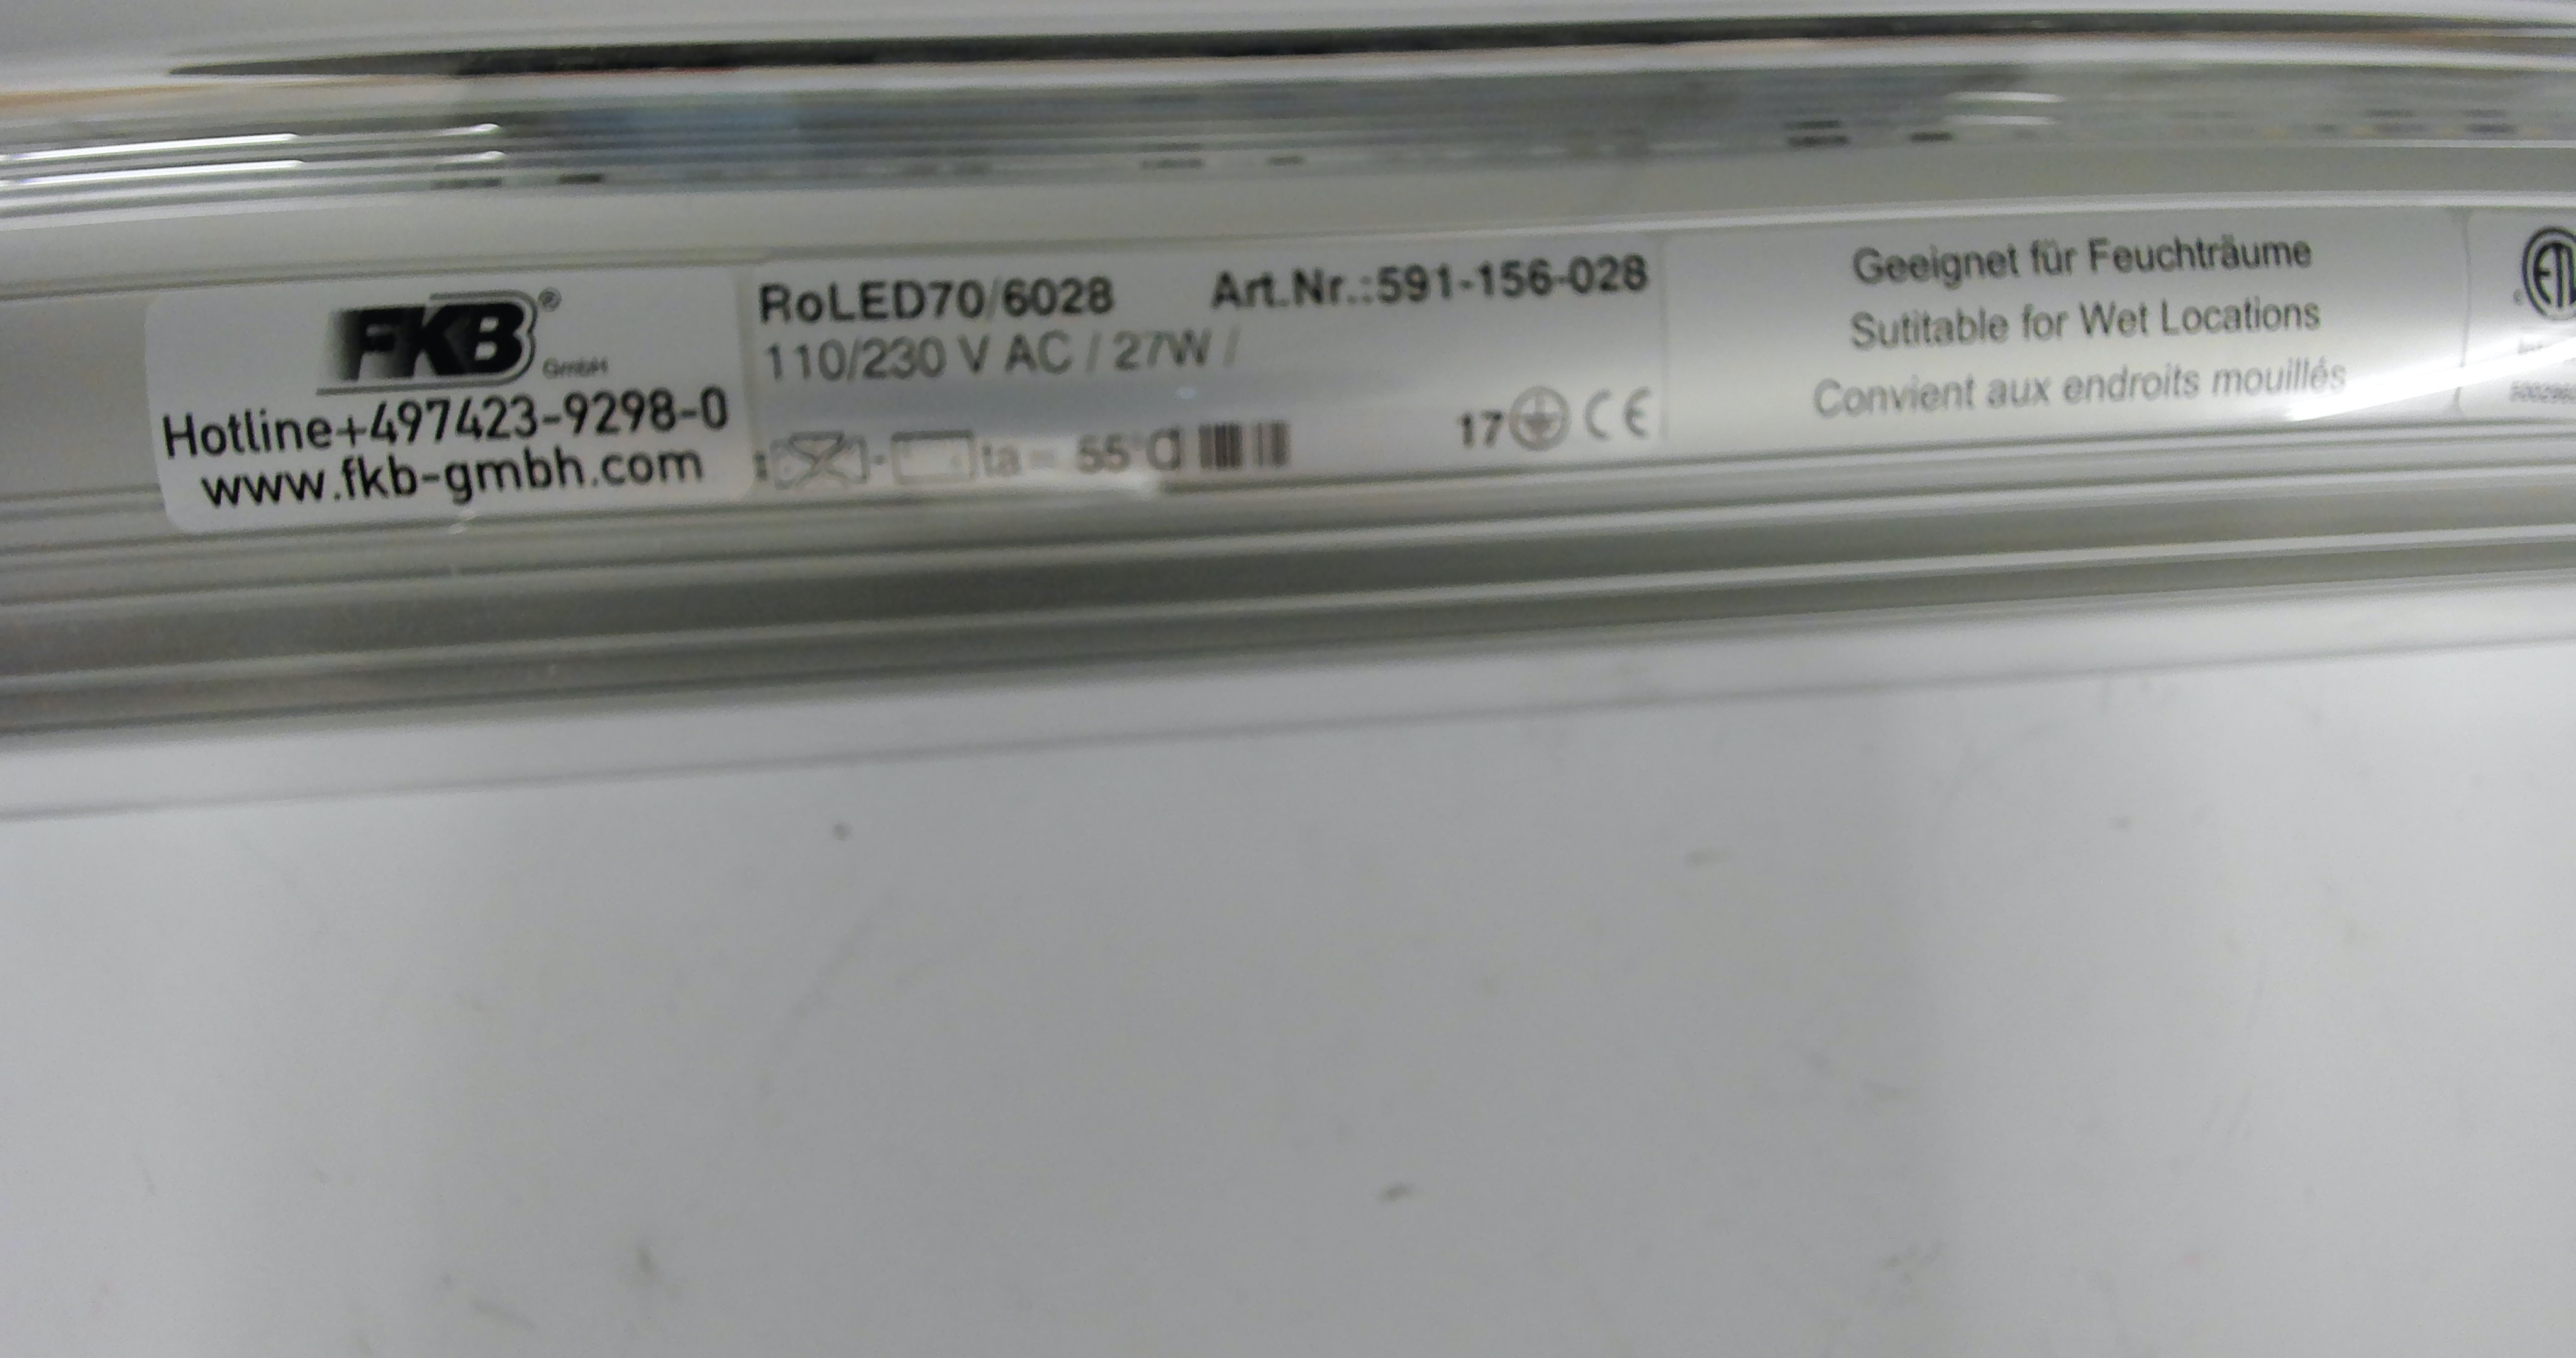 FKB®
GmbH
Hotline+497423-9298-0
www.fkb-gmbh.com
RoLED70/6028 Art.Nr.:591-156-028
110/230 V AC / 27W /
ta = 55°C
17 CE
Geeignet für Feuchträume
Sutitable for Wet Locations
Convient aux endroits mouillés